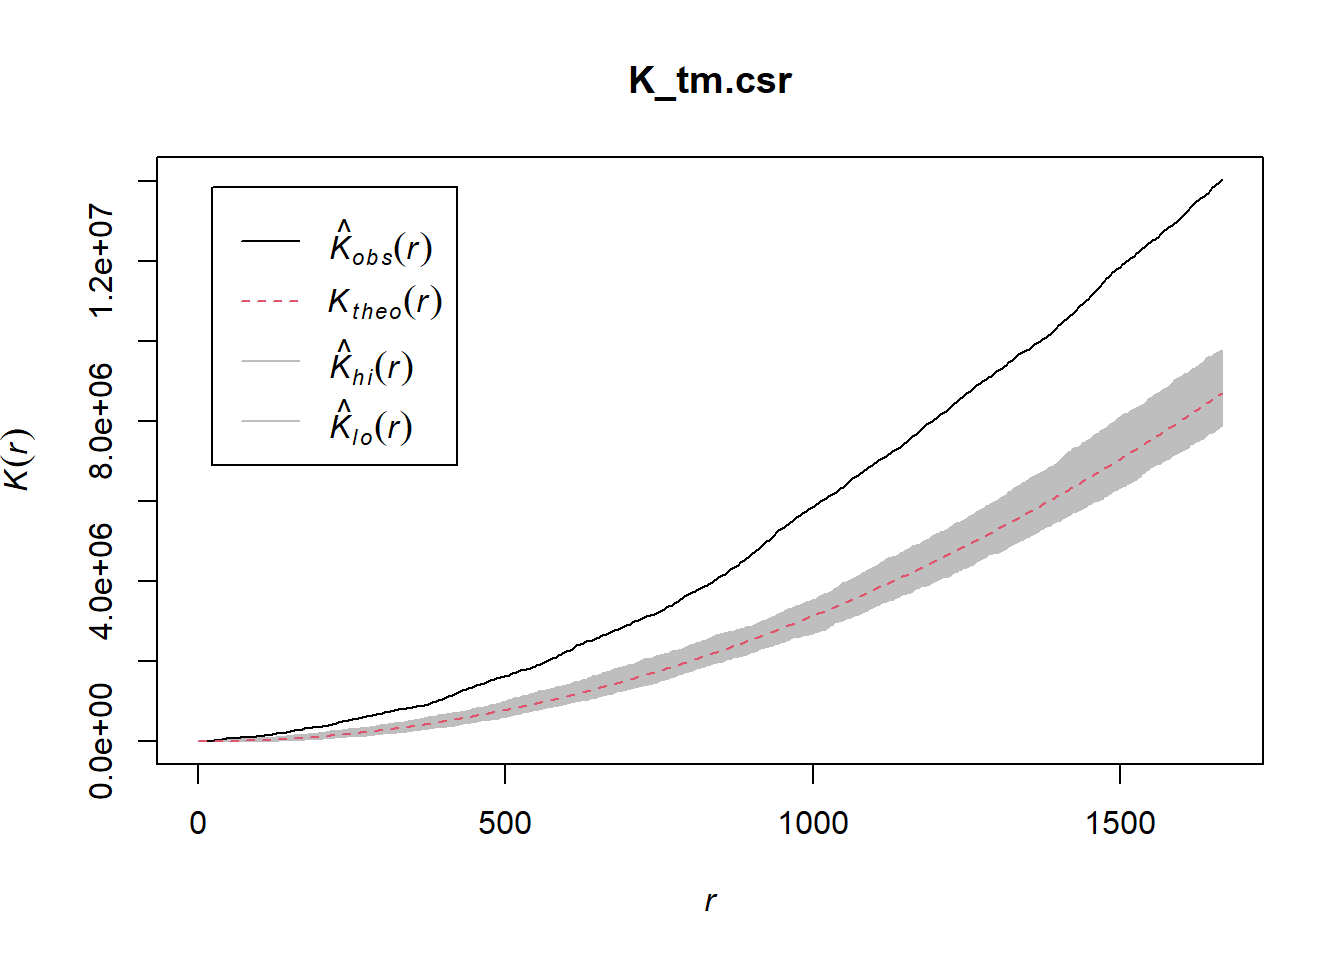 K_tm.csr
K̂obs(r)
Ktheo(r)
K̂hi(r)
K̂lo(r)
K(r)
1.2e+07
8.0e+06
4.0e+06
0.0e+00
0 500 1000 1500
r